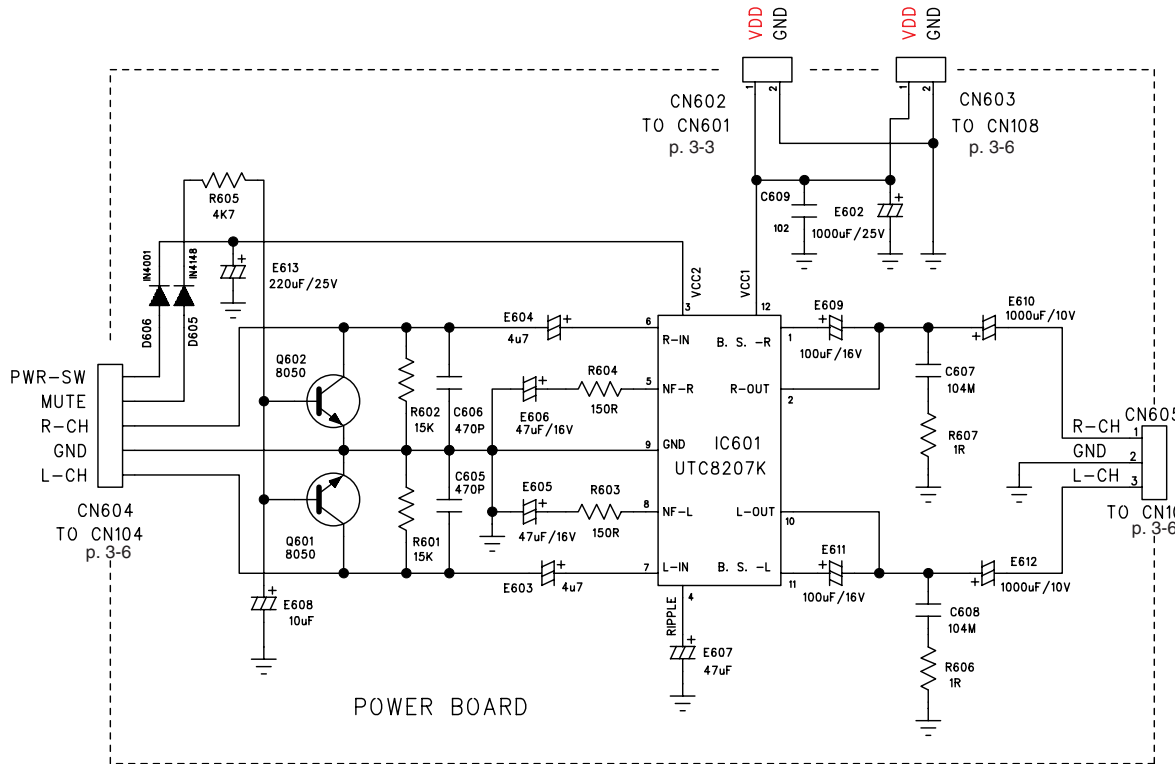 VDD
GND
VDD
GND
1
2
1
2
CN602
TO CN601
p. 3-3
CN603
TO CN108
p. 3-6
R605
4K7
C609
102
E602
1000uF/25V
IN4001
IN4148
E613
220uF/25V
D606
D605
VCC2
VCC1
3
12
E604
4u7
6
R-IN
B. S. -R
1
E609
100uF/16V
E610
1000uF/10V
PWR-SW
MUTE
R-CH
GND
L-CH
CN604
TO CN104
p. 3-6
Q602
8050
R602
15K
C606
470P
E606
47uF/16V
R604
150R
5
NF-R
R-OUT
2
C607
104M
R607
1R
CN605
R-CH
1
GND
2
L-CH
3
TO CN10
p. 3-6
9
GND
IC601
UTC8207K
C605
470P
E605
47uF/16V
R603
150R
8
NF-L
L-OUT
10
Q601
8050
R601
15K
E603
4u7
7
L-IN
B. S. -L
11
E611
100uF/16V
E612
1000uF/10V
E608
10uF
RIPPLE
4
E607
47uF
C608
104M
R606
1R
POWER BOARD